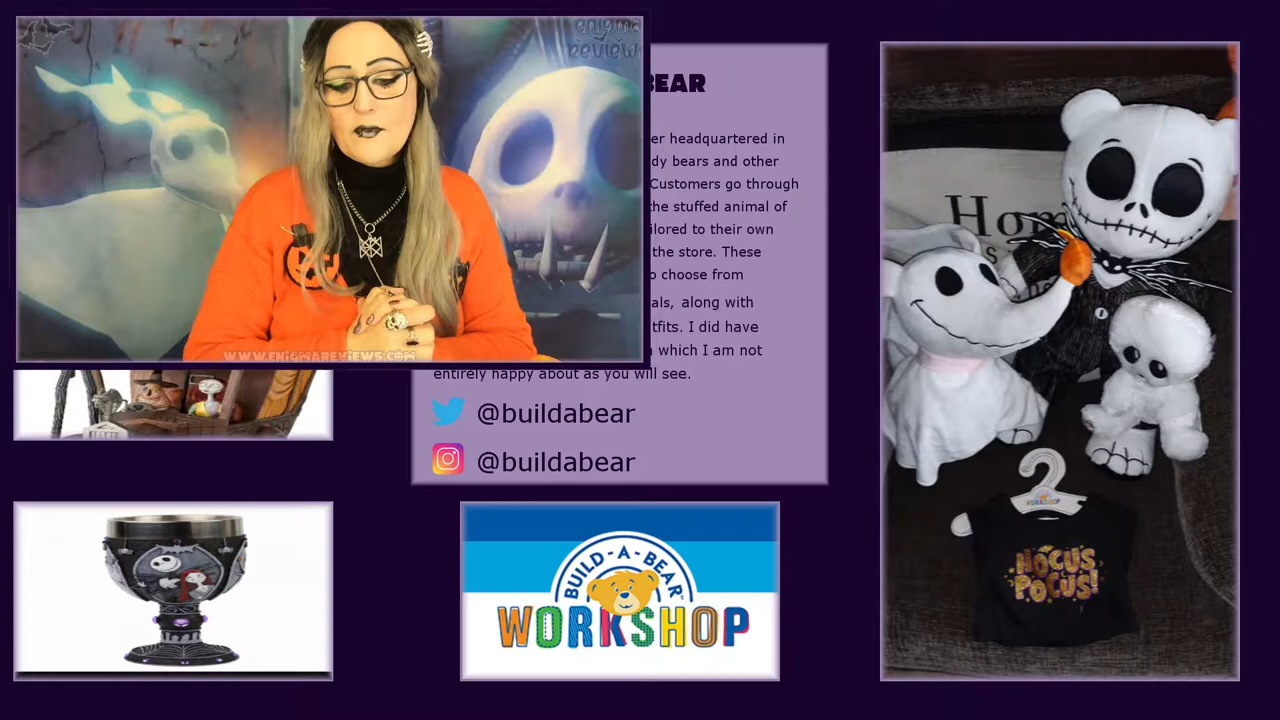 enigma
Reviews
WWW.ENIGMAREVIEWS.COM
BEAR
er headquartered in
dy bears and other
Customers go through
the stuffed animal of
ilored to their own
the store. These
o choose from
als, along with
tfits. I did have
which I am not
entirely happy about as you will see.
@buildabear
@buildabear
BUILD-A-BEAR
WORKSHOP
Hom
HOCUS
POCUS!